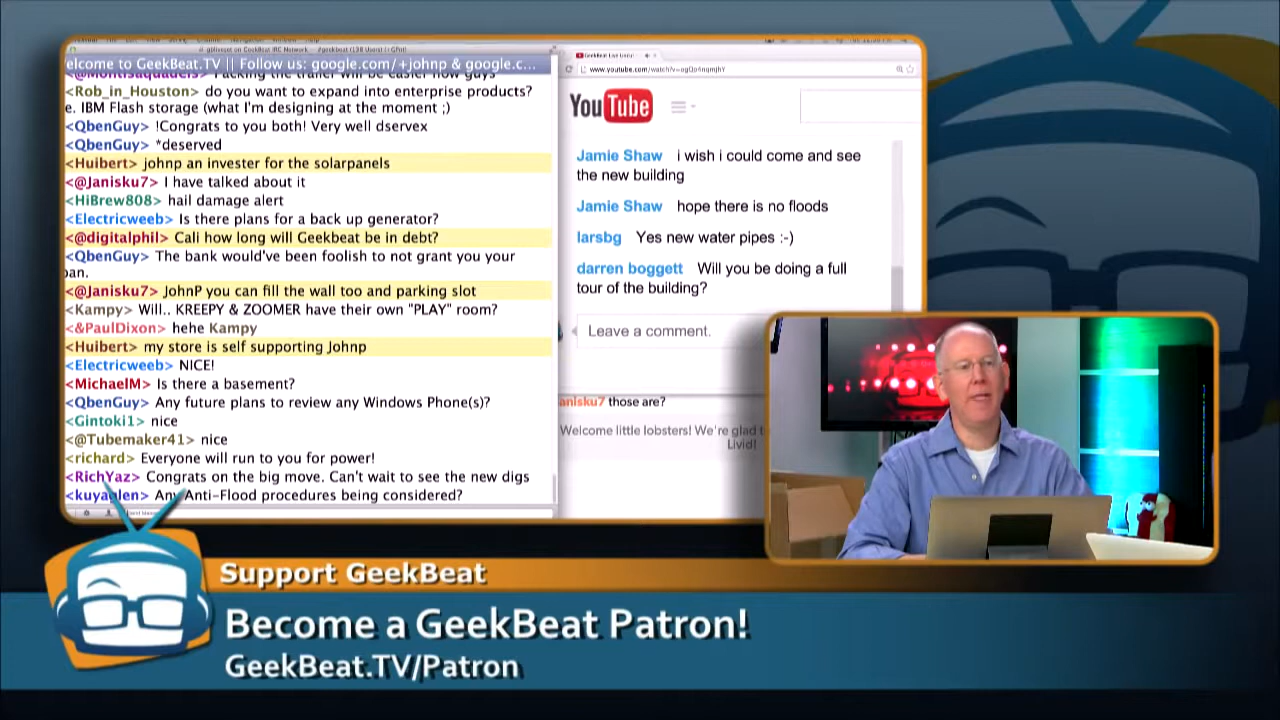 elcome to GeekBeat.TV || Follow us: google.com/+johnp & google.c...
<@MontisaquaDeis> Packing the trailer will be easier now guys
<Rob_in_Houston> do you want to expand into enterprise products?
e. IBM Flash storage (what I'm designing at the moment ;)
<QbenGuy> !Congrats to you both! Very well dservex
<QbenGuy> *deserved
<Huibert> johnp an invester for the solarpanels
<@Janisku7> I have talked about it
<HiBrew808> hail damage alert
<Electricweeb> Is there plans for a back up generator?
<@digitalphil> Cali how long will Geekbeat be in debt?
<QbenGuy> The bank would've been foolish to not grant you your
oan.
<@Janisku7> JohnP you can fill the wall too and parking slot
<Kampy> Will.. KREEPY & ZOOMER have their own "PLAY" room?
<&PaulDixon> hehe Kampy
<Huibert> my store is self supporting Johnp
<Electricweeb> NICE!
<MichaelM> Is there a basement?
<QbenGuy> Any future plans to review any Windows Phone(s)?
<Gintoki1> nice
<@Tubemaker41> nice
<richard> Everyone will run to you for power!
<RichYaz> Congrats on the big move. Can't wait to see the new digs
<kuyaglen> Any Anti-Flood procedures being considered?
YouTube
Jamie Shaw i wish i could come and see
the new building
Jamie Shaw hope there is no floods
larsbg Yes new water pipes :-)
darren boggett Will you be doing a full
tour of the building?
Leave a comment.
anisku7 those are?
Welcome little lobsters! We're glad
Livid!
Support GeekBeat
Become a GeekBeat Patron!
GeekBeat.TV/Patron